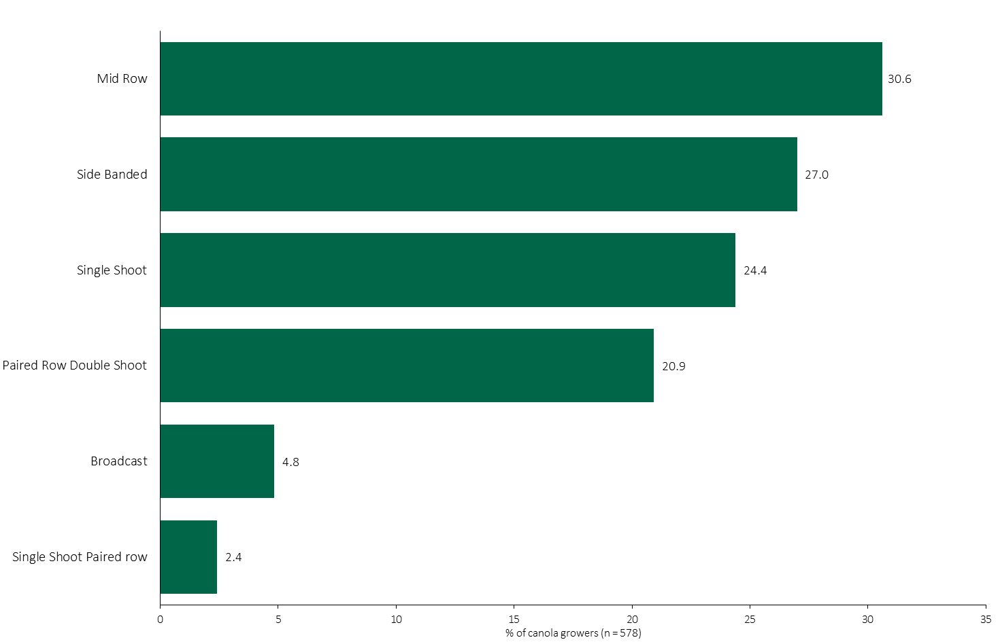 Mid Row
30.6
Side Banded
27.0
Single Shoot
24.4
Paired Row Double Shoot
20.9
Broadcast
4.8
Single Shoot Paired row
2.4
0 5 10 15 20 25 30 35
% of canola growers (n = 578)